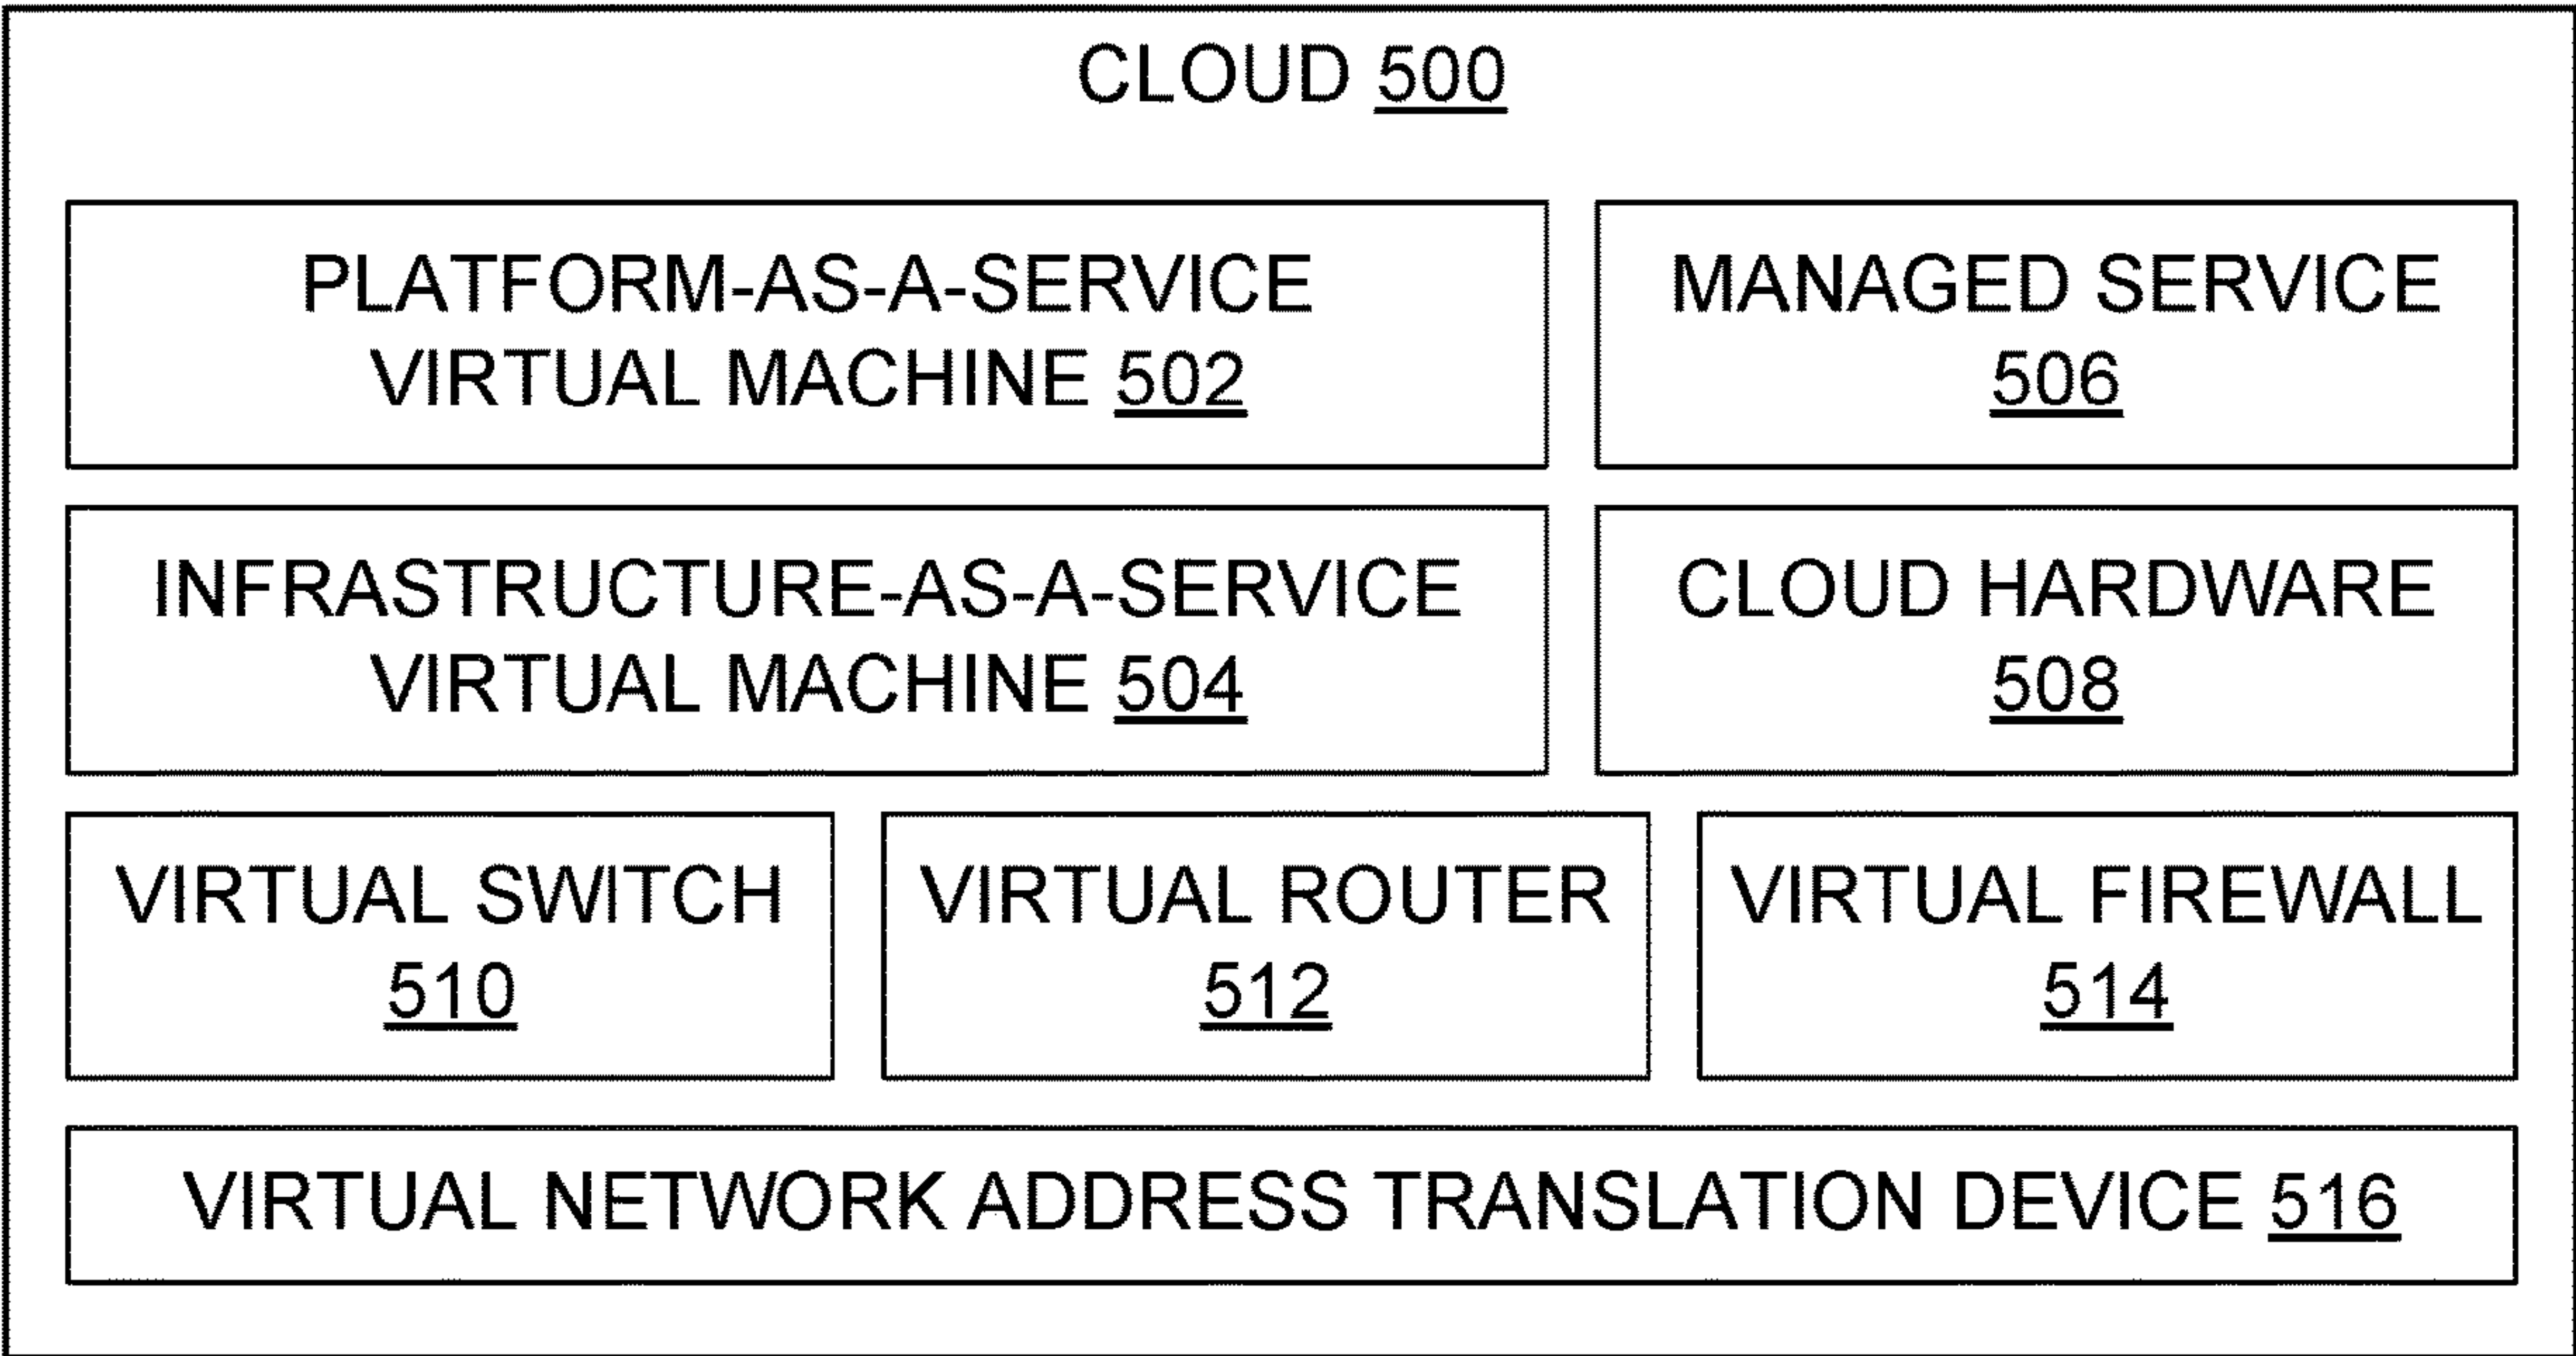 CLOUD 500
PLATFORM-AS-A-SERVICE
VIRTUAL MACHINE 502
MANAGED SERVICE
506
INFRASTRUCTURE-AS-A-SERVICE
VIRTUAL MACHINE 504
CLOUD HARDWARE
508
VIRTUAL SWITCH
510
VIRTUAL ROUTER
512
VIRTUAL FIREWALL
514
VIRTUAL NETWORK ADDRESS TRANSLATION DEVICE 516